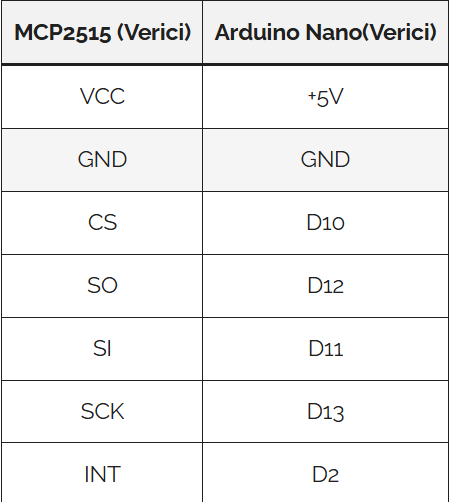 MCP2515 (Verici) Arduino Nano(Verici)
VCC +5V
GND GND
CS D10
SO D12
SI D11
SCK D13
INT D2